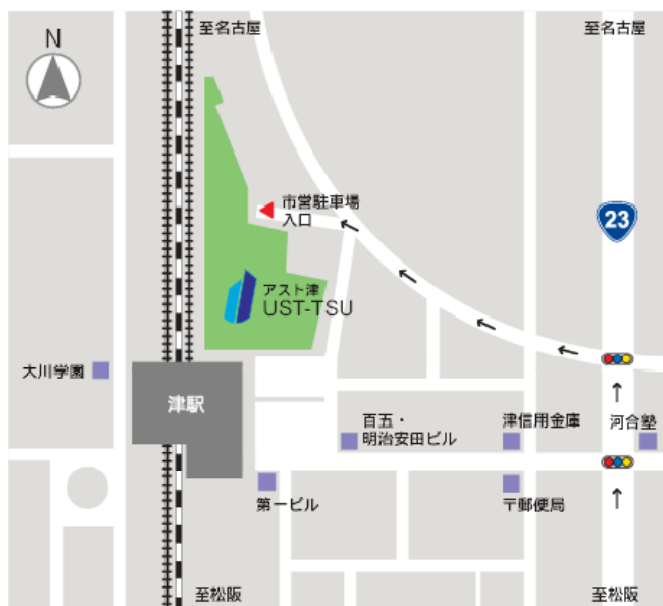 至名古屋
至名古屋
N
市営駐車場
入口
23
アスト津
UST-TSU
大川学園
津駅
百五・
明治安田ビル
津信用金庫
河合塾
第一ビル
〒郵便局
至松阪
至松阪